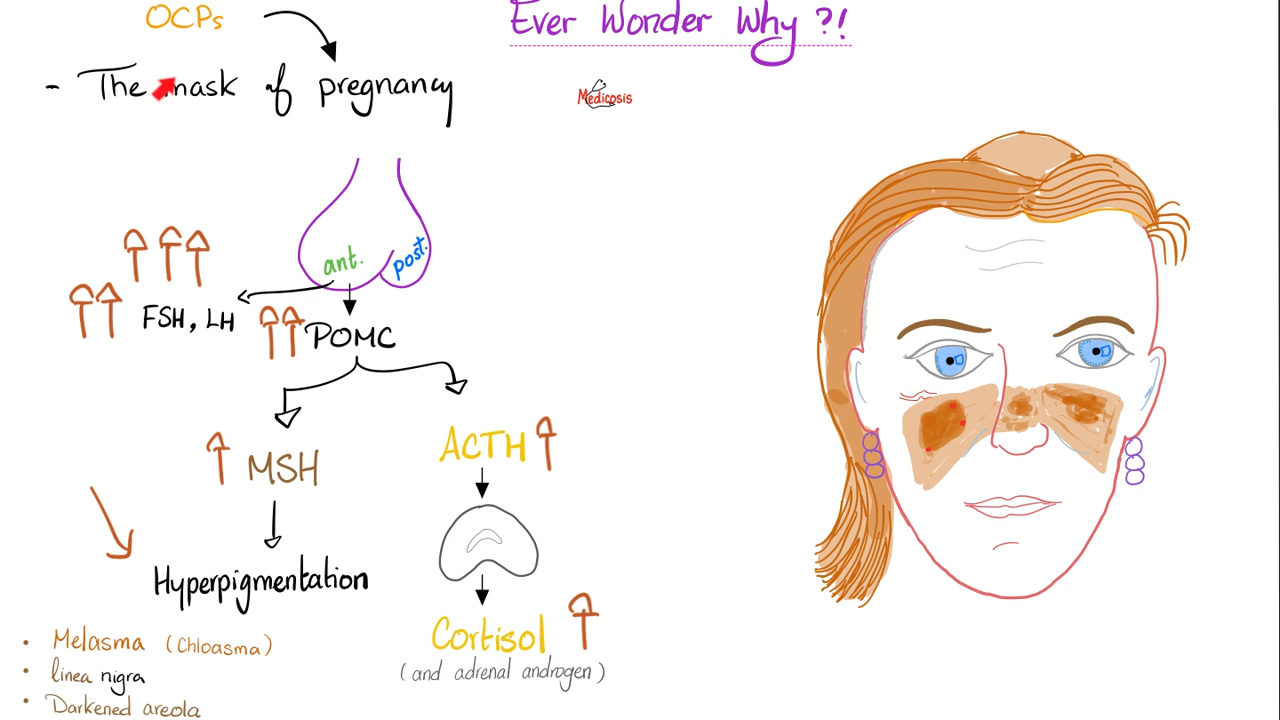 OCPs
Ever Wonder Why ?!
- The mask of pregnancy
Medicosis
ant.
post.
FSH, LH
POMC
MSH
ACTH
Hyperpigmentation
Cortisol
(and adrenal androgen)
• Melasma (Chloasma)
• linea nigra
• Darkened areola